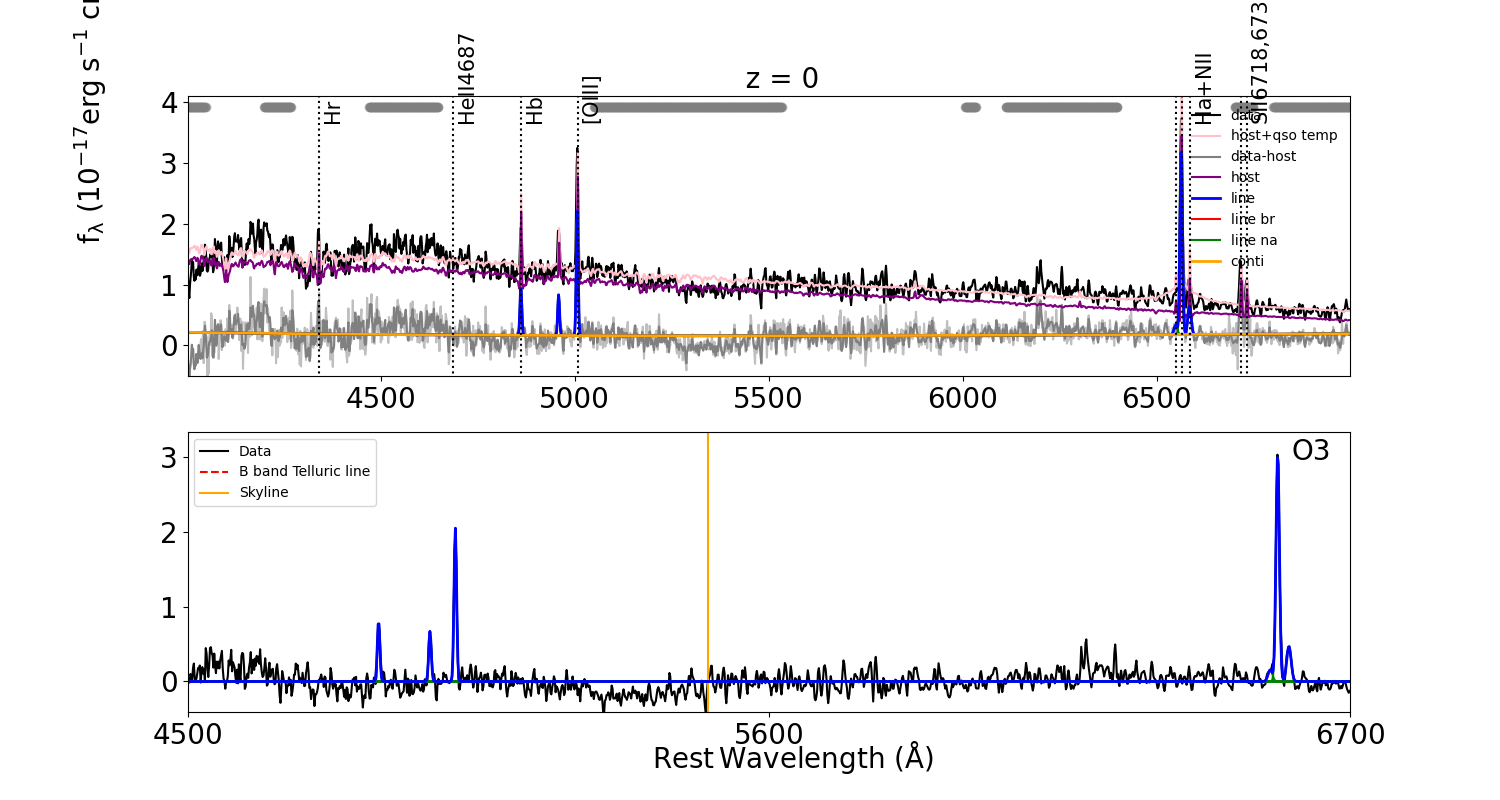 z = 0
f_λ (10^−17 erg s^−1 c
4
3
2
1
0
Hr
HeII4687
Hb
[OIII]
Ha+NII
SII6718,673
data
host+qso temp
data-host
host
line
line br
line na
conti
4500
5000
5500
6000
6500
3
2
1
0
Data
B band Telluric line
Skyline
O3
4500
5600
6700
Rest Wavelength (Å)